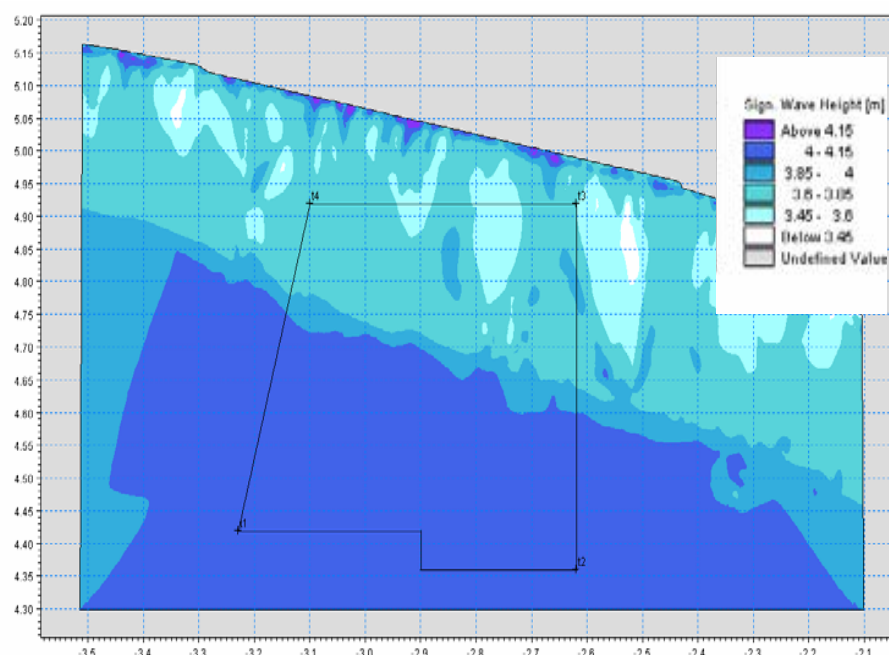 5.20
5.15
5.10
5.05
5.00
4.95
4.90
4.85
4.80
4.75
4.70
4.65
4.60
4.55
4.50
4.45
4.40
4.35
4.30
Sign. Wave Height [m]
Above 4.15
4 - 4.15
3.85 - 4
3.6 - 3.85
3.45 - 3.6
Below 3.45
Undefined Value
t4
t3
t1
t2
-3.5 -3.4 -3.3 -3.2 -3.1 -3.0 -2.9 -2.8 -2.7 -2.6 -2.5 -2.4 -2.3 -2.2 -2.1